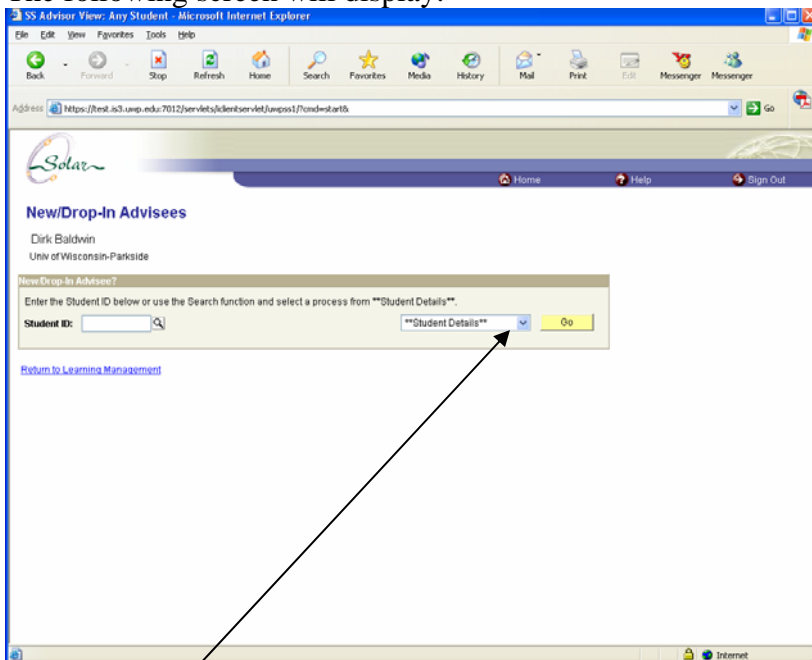 The following screen will display.
SS Advisor View: Any Student - Microsoft Internet Explorer
File Edit View Favorites Tools Help
Back Forward Stop Refresh Home Search Favorites Media History Mail Print Edit Messenger Messenger
Address https://test.is3.uwp.edu:7012/servlets/iclientservlet/uwpss1/?cmd=start& Go
Solar
Home Help Sign Out
New/Drop-In Advisees
Dirk Baldwin
Univ of Wisconsin-Parkside
New/Drop-In Advisee?
Enter the Student ID below or use the Search function and select a process from **Student Details**.
Student ID: **Student Details** Go
Return to Learning Management
Internet